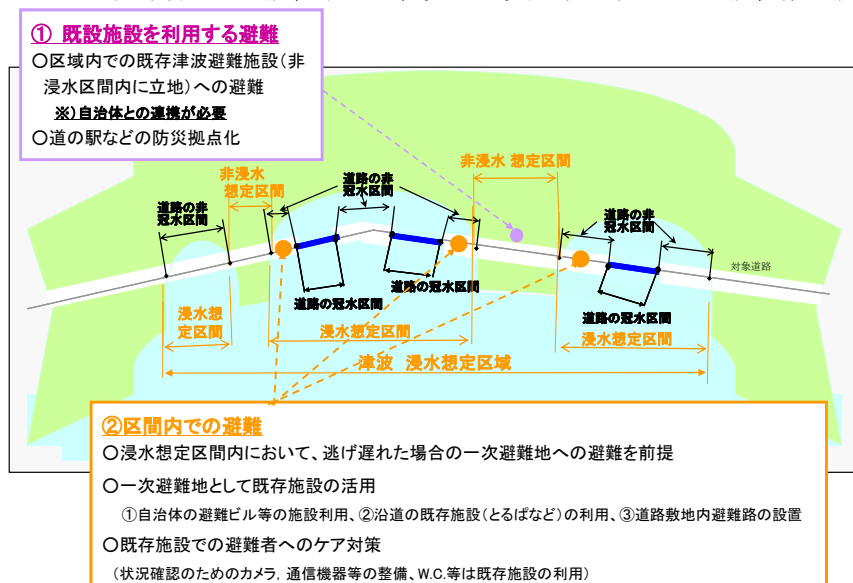 ① 既設施設を利用する避難
〇区域内での既存津波避難施設(非
浸水区間内に立地)への避難
※)自治体との連携が必要
〇道の駅などの防災拠点化
非浸水
想定区間
道路の非
冠水区間
非浸水 想定区間
道路の非
冠水区間
道路の非
冠水区間
対象道路
道路の冠水区間
道路の冠水区間
道路の冠水区間
浸水想
定区間
浸水想定区間
浸水想定区間
津波 浸水想定区域
②区間内での避難
〇浸水想定区間内において、逃げ遅れた場合の一次避難地への避難を前提
〇一次避難地として既存施設の活用
①自治体の避難ビル等の施設利用、②沿道の既存施設(とるぱなど)の利用、③道路敷地内避難路の設置
〇既存施設での避難者へのケア対策
(状況確認のためのカメラ, 通信機器等の整備、W.C.等は既存施設の利用)